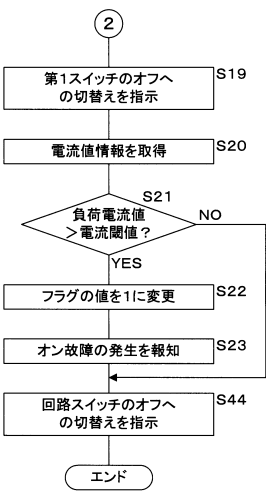 2
第1スイッチのオフへ
の切替えを指示
S19
電流値情報を取得
S20
S21
負荷電流値
>電流閾値?
NO
YES
フラグの値を1に変更
S22
オン故障の発生を報知
S23
回路スイッチのオフへ
の切替えを指示
S44
エンド